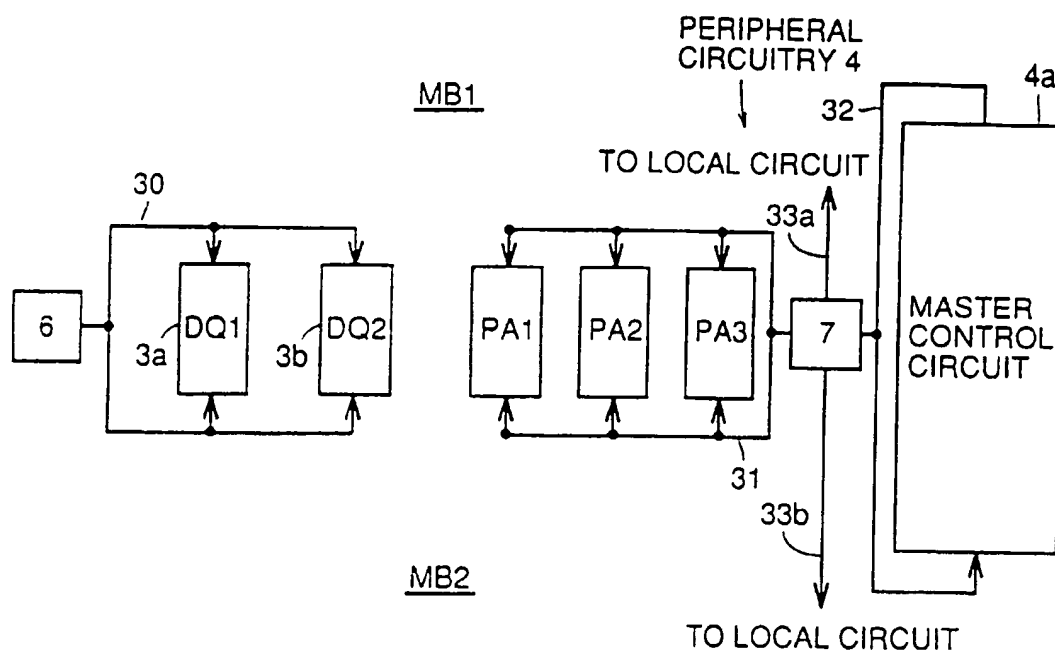 PERIPHERAL
CIRCUITRY 4
MB1
32
4a
TO LOCAL CIRCUIT
30
33a
6
3a
DQ1
3b
DQ2
PA1
PA2
PA3
7
MASTER
CONTROL
CIRCUIT
31
33b
MB2
TO LOCAL CIRCUIT